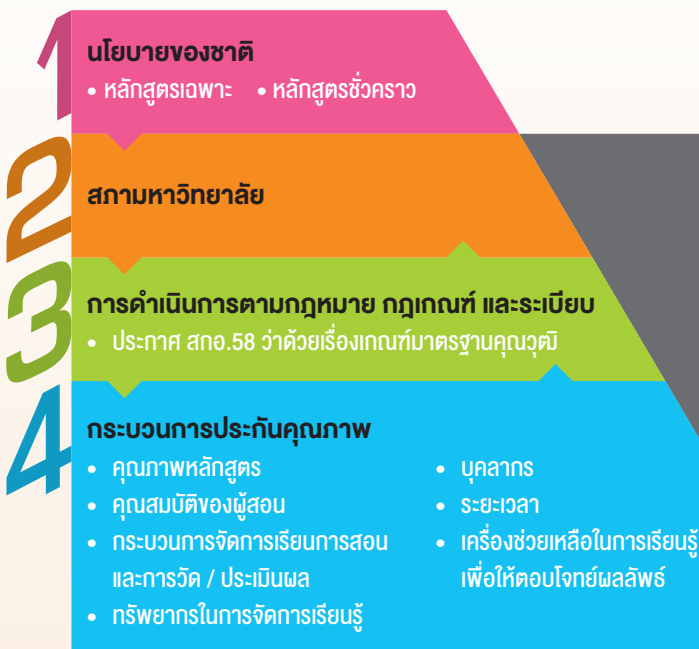 1
นโยบายของชาติ
• หลักสูตรเฉพาะ • หลักสูตรชั่วคราว
2
สภามหาวิทยาลัย
3
การดำเนินการตามกฎหมาย กฎเกณฑ์ และระเบียบ
• ประกาศ สกอ.58 ว่าด้วยเรื่องเกณฑ์มาตรฐานคุณวุฒิ
4
กระบวนการประกันคุณภาพ
• คุณภาพหลักสูตร
• คุณสมบัติของผู้สอน
• กระบวนการจัดการเรียนการสอน
และการวัด / ประเมินผล
• ทรัพยากรในการจัดการเรียนรู้
• บุคลากร
• ระยะเวลา
• เครื่องช่วยเหลือในการเรียนรู้
เพื่อให้ตอบโจทย์ผลลัพธ์